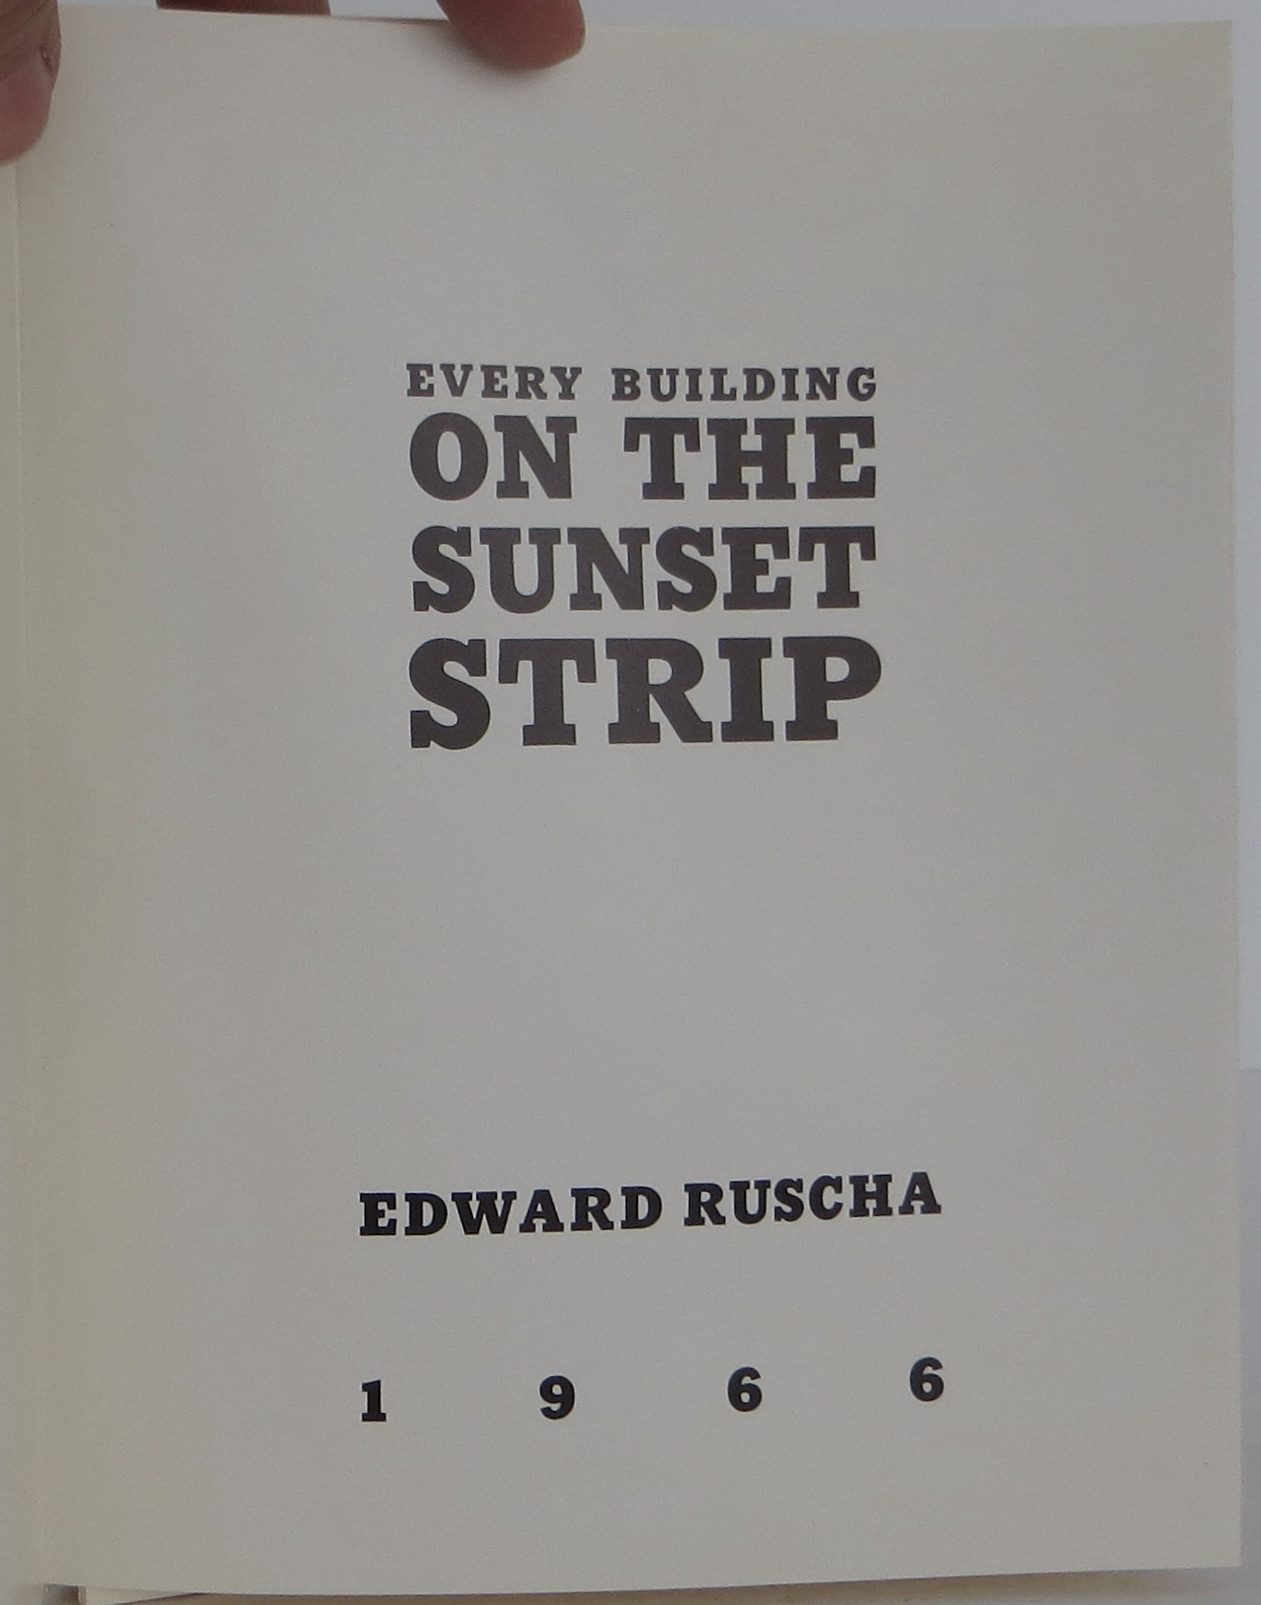 EVERY BUILDING
ON THE
SUNSET
STRIP
EDWARD RUSCHA
1 9 6 6